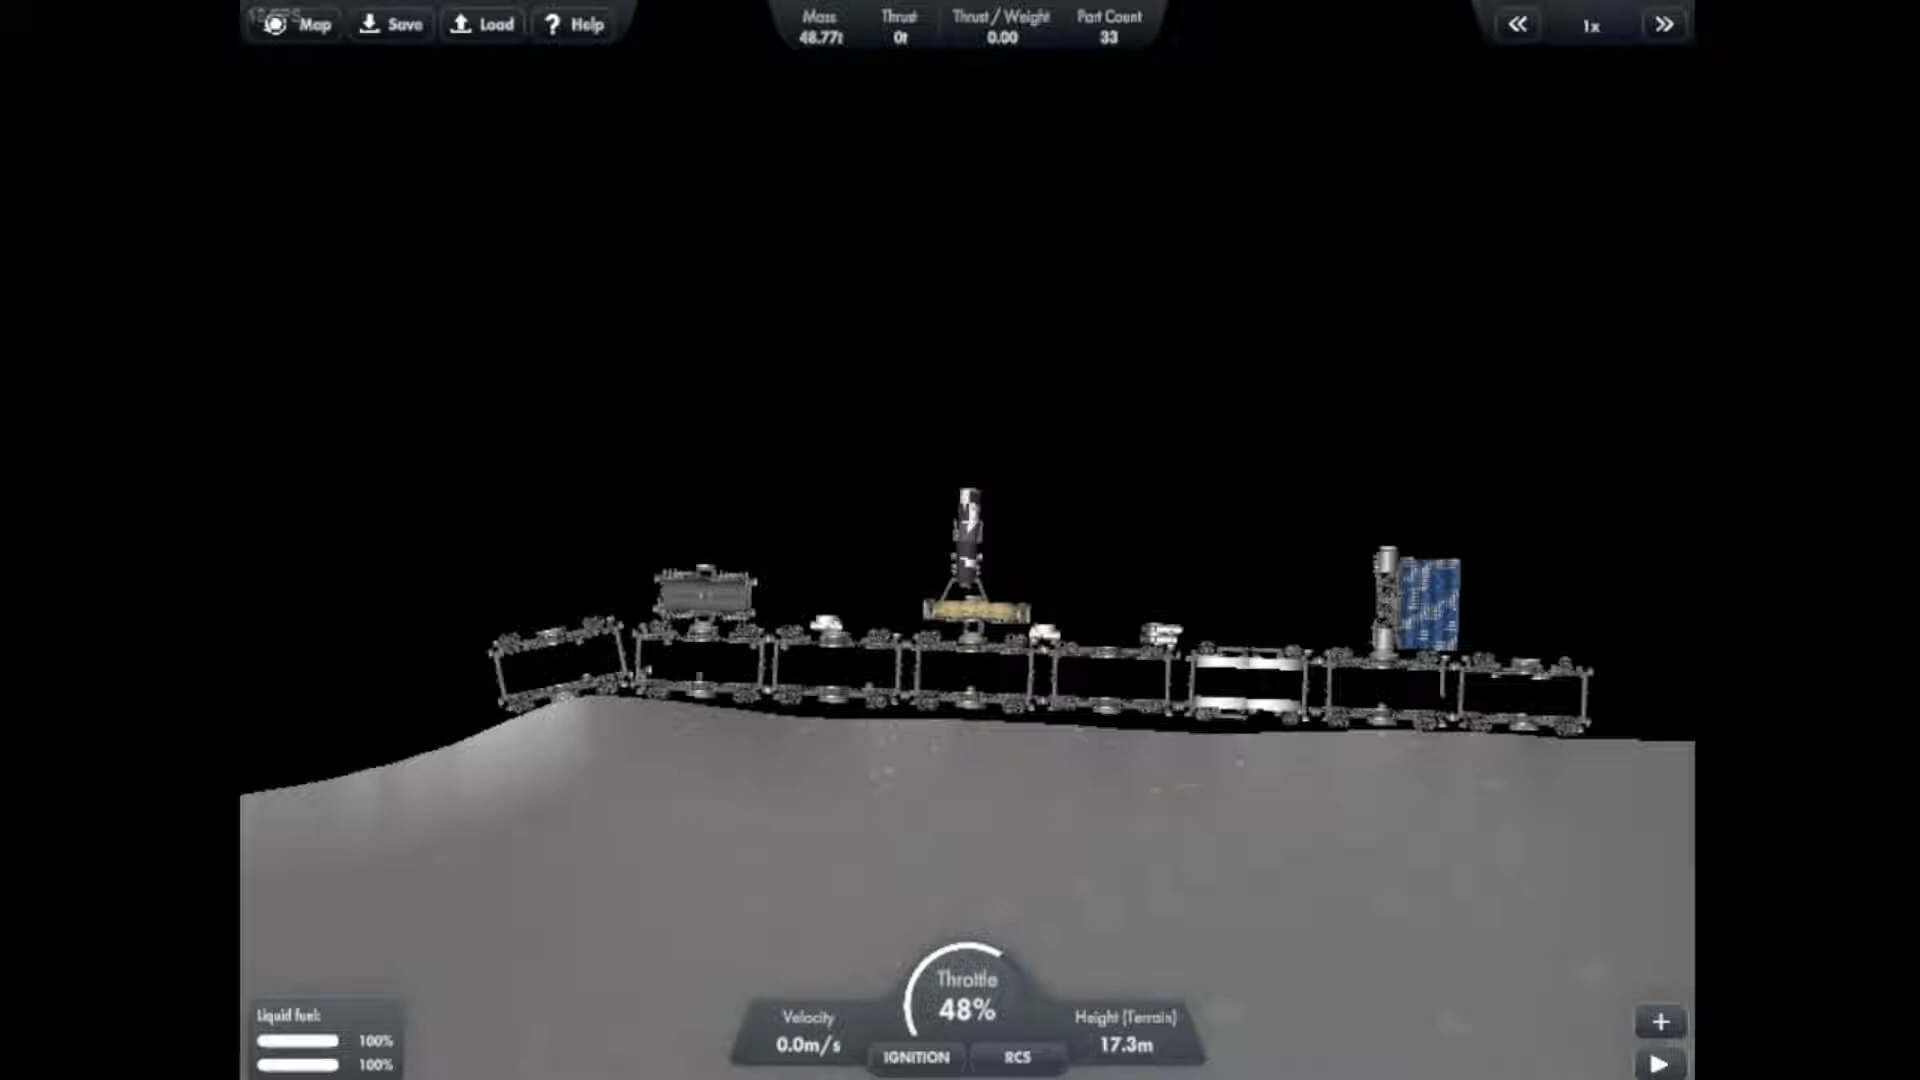 Map
Save
Load
Help
Mass
48.77t
Thrust
0t
Thrust / Weight
0.00
Part Count
33
1x
Liquid fuel:
100%
100%
Throttle
48%
Velocity
0.0m/s
Height (Terrain)
17.3m
IGNITION
RCS